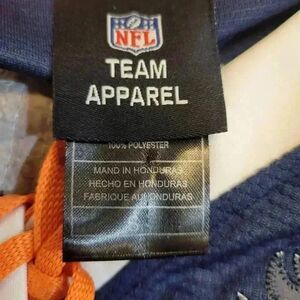 NFL
TEAM
APPAREL
100% POLYESTER
MAND IN HONDURAS
HECHO EN HONDURAS
FABRIQUE AU HONDURAS